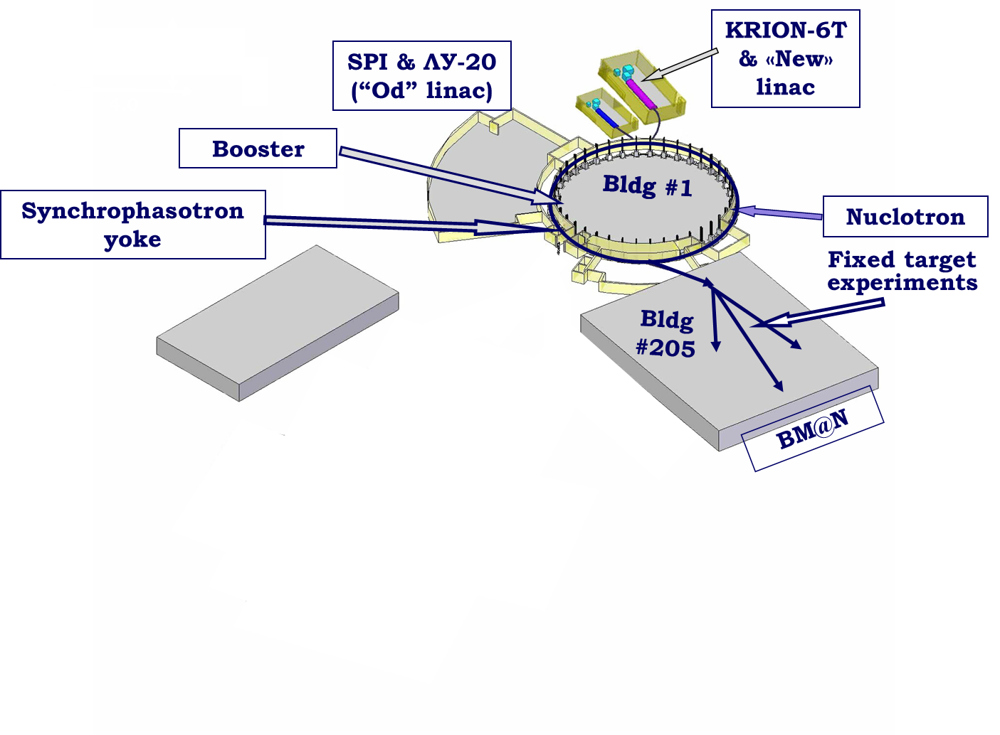 KRION-6T
& «New»
linac
SPI & ЛУ-20
(“Od” linac)
Booster
Bldg #1
Synchrophasotron
yoke
Nuclotron
Fixed target
experiments
Bldg
#205
BM@N